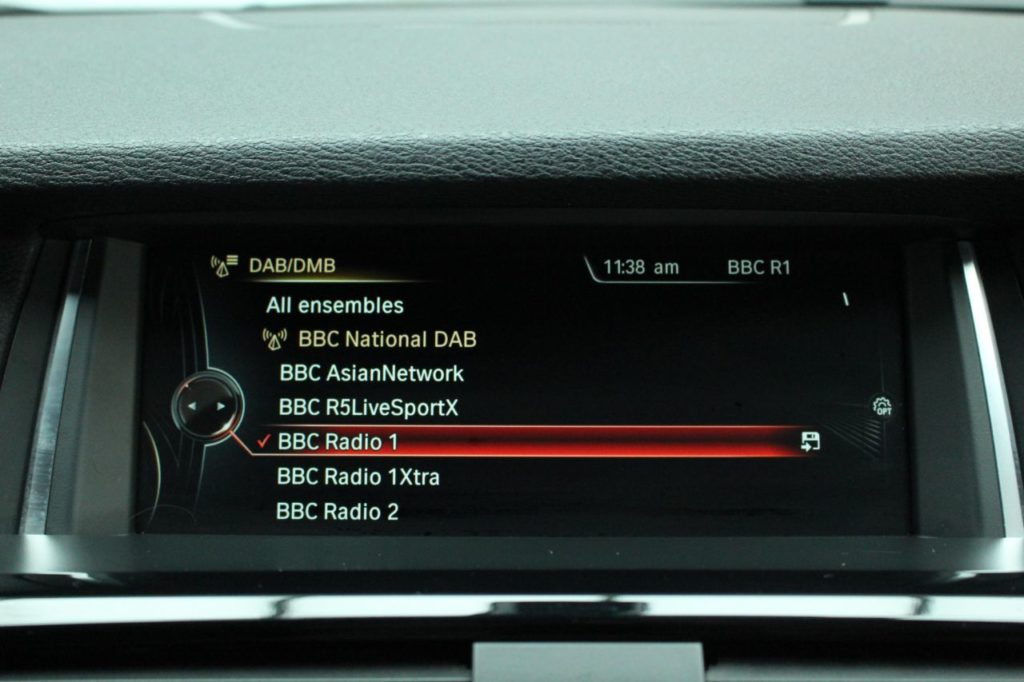 DAB/DMB
11:38 am BBC R1
All ensembles
BBC National DAB
BBC AsianNetwork
BBC R5LiveSportX
OPT
BBC Radio 1
BBC Radio 1Xtra
BBC Radio 2